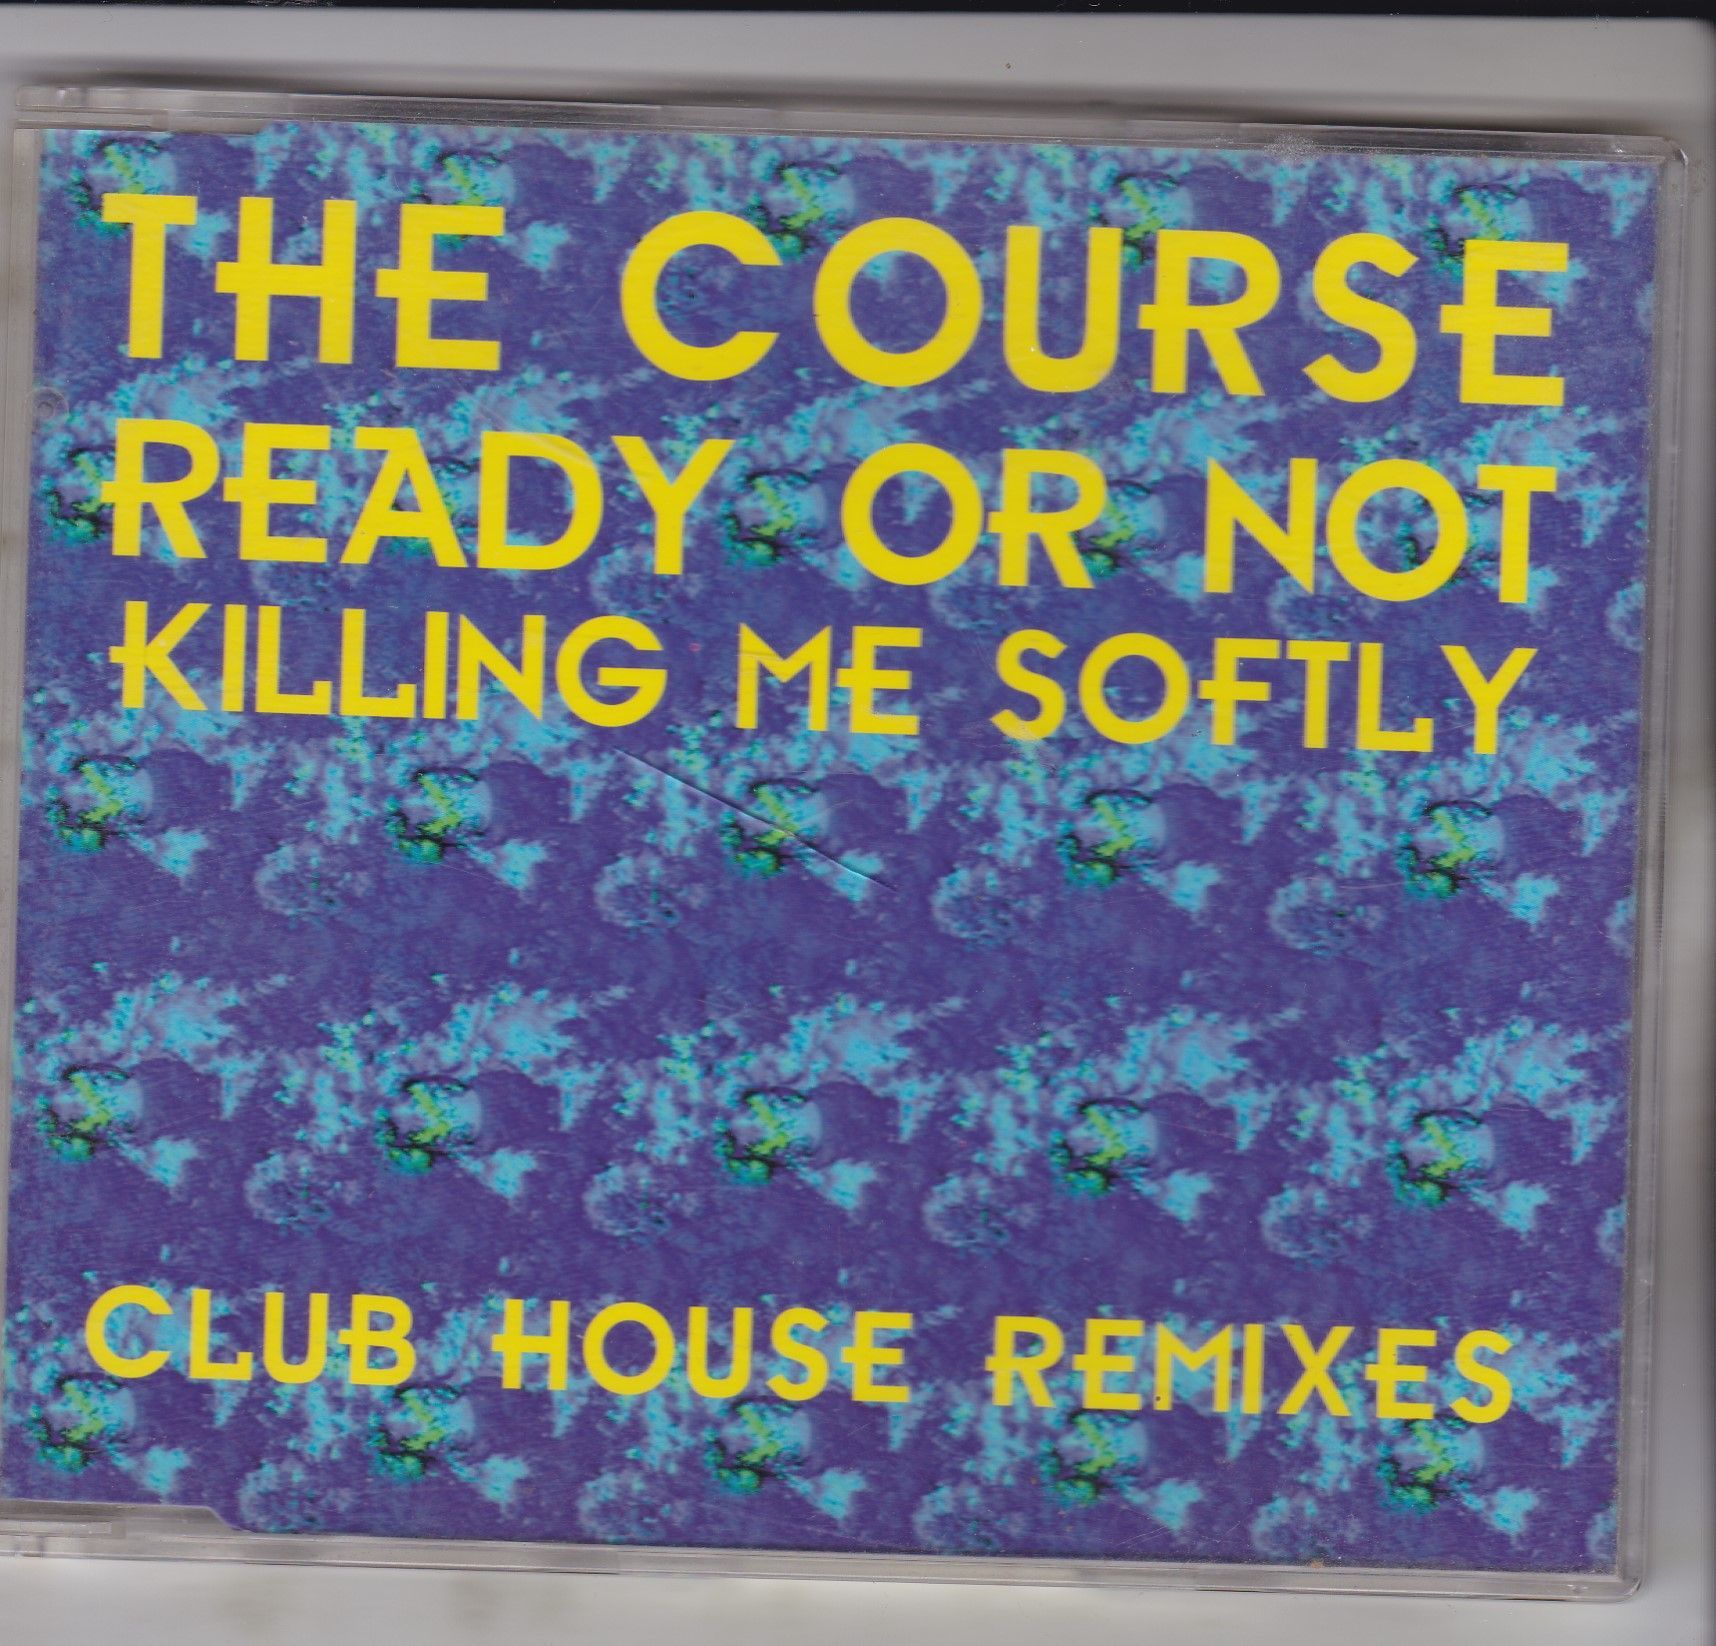 THE COURSE
READY OR NOT
KILLING ME SOFTLY
CLUB HOUSE REMIXES